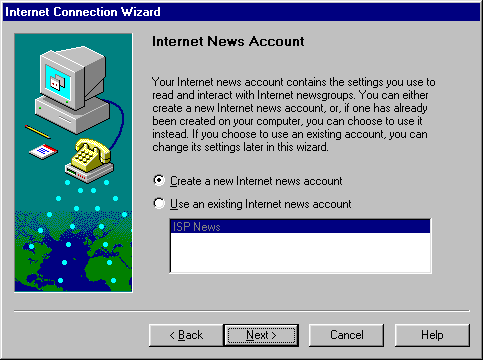 Internet Connection Wizard
Internet News Account
Your Internet news account contains the settings you use to
read and interact with Internet newsgroups. You can either
create a new Internet news account, or, if one has already
been created on your computer, you can choose to use it
instead. If you choose to use an existing account, you can
change its settings later in this wizard.
Create a new Internet news account
Use an existing Internet news account
ISP News
< Back
Next >
Cancel
Help